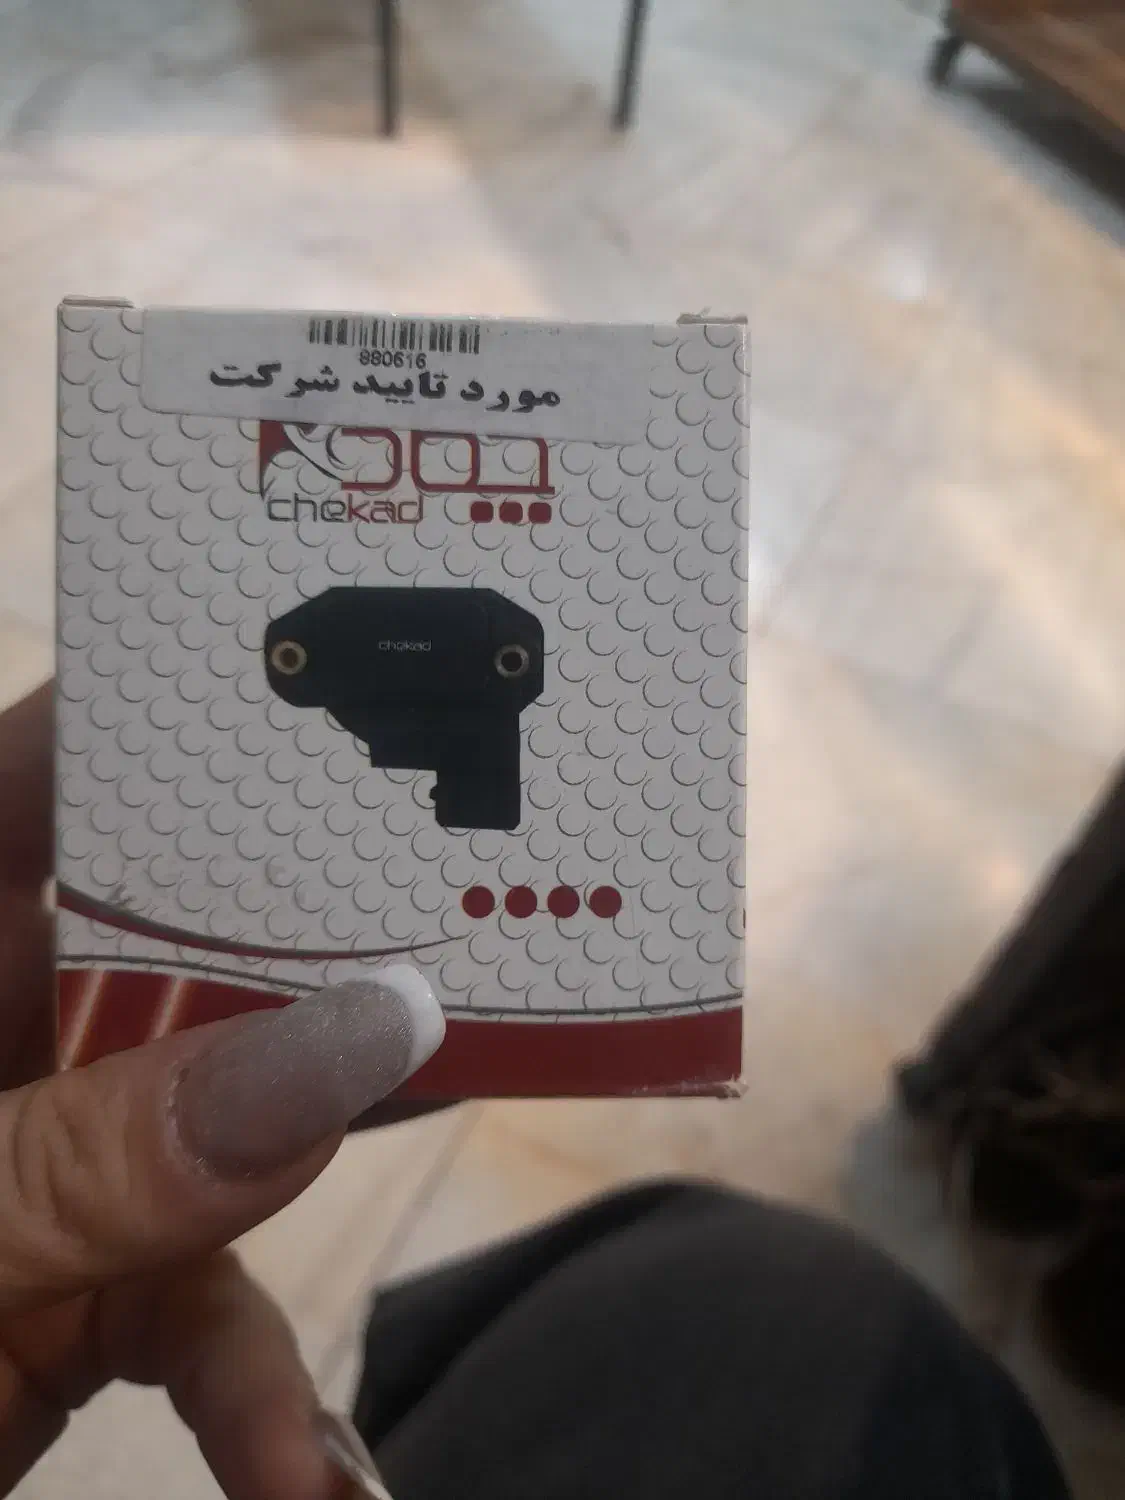 880616
مورد تایید شرکت
چکاد
chekad
chekad